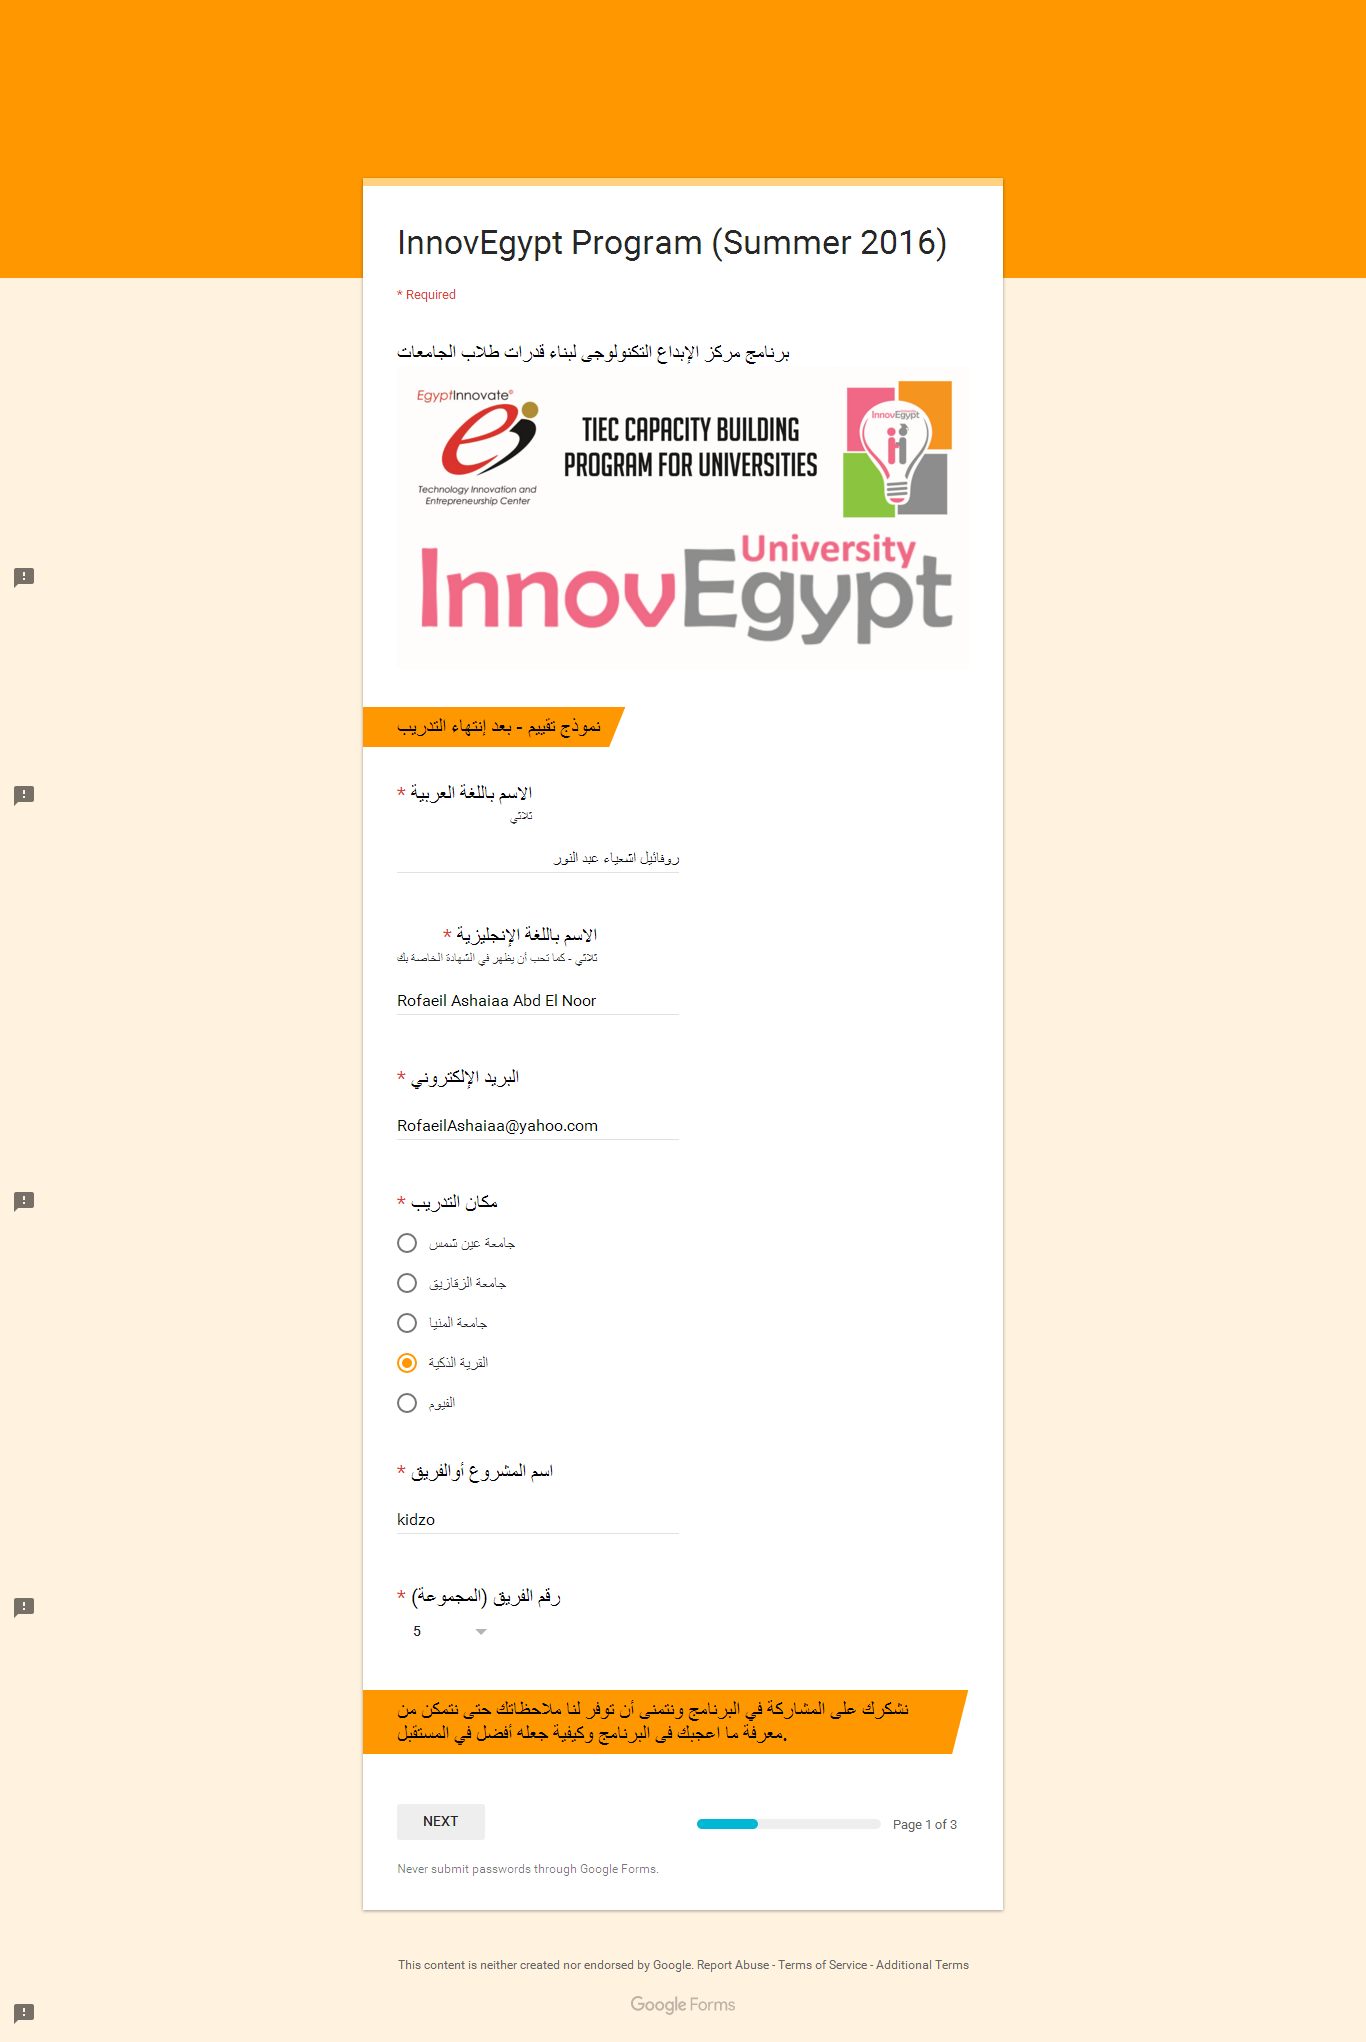 InnovEgypt Program (Summer 2016)
* Required
برنامج مركز الإبداع التكنولوجى لبناء قدرات طلاب الجامعات
EgyptInnovate®
Technology Innovation and
Entrepreneurship Center
TIEC CAPACITY BUILDING
PROGRAM FOR UNIVERSITIES
InnovEgypt
University
InnovEgypt
نموذج تقييم - بعد إنتهاء التدريب
الاسم باللغة العربية *
ثلاثي
روفائيل اشعياء عبد النور
الاسم باللغة الإنجليزية *
ثلاثي - كما تحب أن يظهر في الشهادة الخاصة بك
Rofaeil Ashaiaa Abd El Noor
البريد الإلكتروني *
RofaeilAshaiaa@yahoo.com
مكان التدريب *
جامعة عين شمس
جامعة الزقازيق
جامعة المنيا
القرية الذكية
الفيوم
اسم المشروع أوالفريق *
kidzo
رقم الفريق (المجموعة) *
5
نشكرك على المشاركة في البرنامج ونتمنى أن توفر لنا ملاحظاتك حتى نتمكن من
معرفة ما اعجبك فى البرنامج وكيفية جعله أفضل في المستقبل.
NEXT
Page 1 of 3
Never submit passwords through Google Forms.
This content is neither created nor endorsed by Google. Report Abuse - Terms of Service - Additional Terms
Google Forms